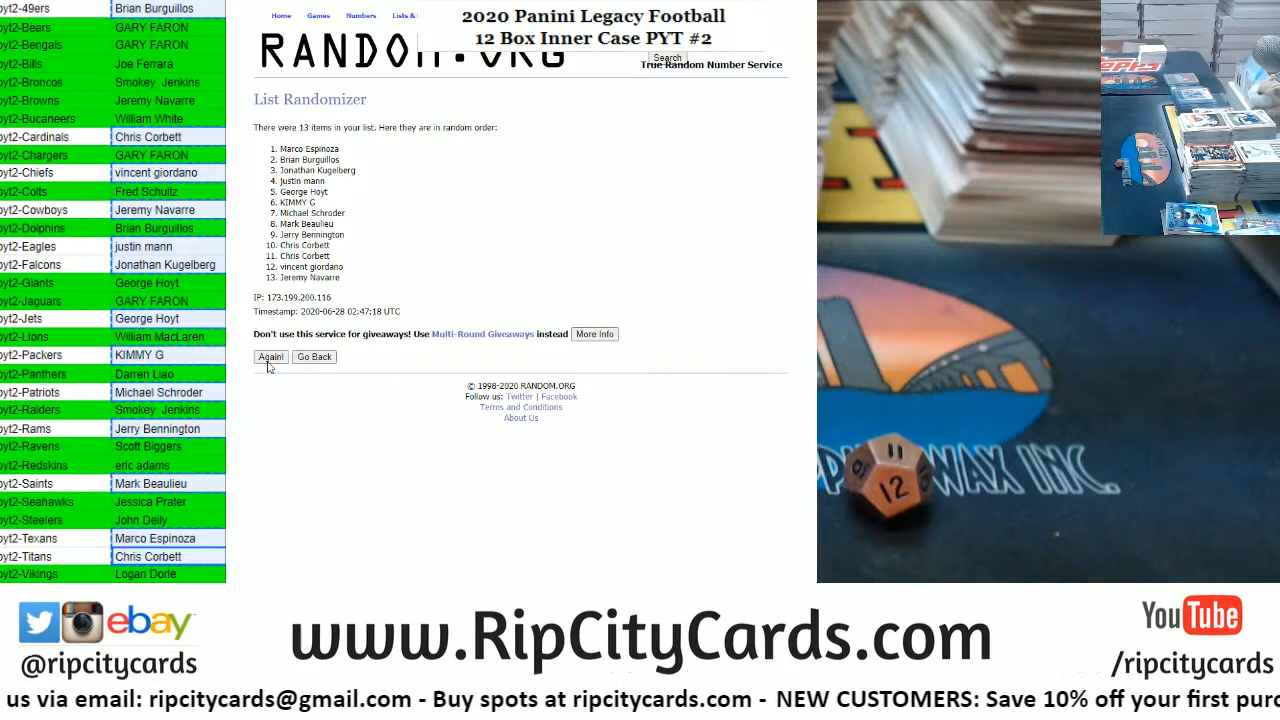 pyt2-49ers Brian Burguillos
pyt2-Bears GARY FARON
pyt2-Bengals GARY FARON
pyt2-Bills Joe Ferrara
pyt2-Broncos Smokey Jenkins
pyt2-Browns Jeremy Navarre
pyt2-Bucaneers William White
pyt2-Cardinals Chris Corbett
pyt2-Chargers GARY FARON
pyt2-Chiefs vincent giordano
pyt2-Colts Fred Schultz
pyt2-Cowboys Jeremy Navarre
pyt2-Dolphins Brian Burguillos
pyt2-Eagles justin mann
pyt2-Falcons Jonathan Kugelberg
pyt2-Giants George Hoyt
pyt2-Jaguars GARY FARON
pyt2-Jets George Hoyt
pyt2-Lions William MacLaren
pyt2-Packers KIMMY G
pyt2-Panthers Darren Liao
pyt2-Patriots Michael Schroder
pyt2-Raiders Smokey Jenkins
pyt2-Rams Jerry Bennington
pyt2-Ravens Scott Biggers
pyt2-Redskins eric adams
pyt2-Saints Mark Beaulieu
pyt2-Seahawks Jessica Prater
pyt2-Steelers John Deily
pyt2-Texans Marco Espinoza
pyt2-Titans Chris Corbett
pyt2-Vikings Logan Dorle
Home Games Numbers Lists &
2020 Panini Legacy Football
12 Box Inner Case PYT #2
RANDOM.ORG
Search
True Random Number Service
List Randomizer
There were 13 items in your list. Here they are in random order:
1. Marco Espinoza
2. Brian Burguillos
3. Jonathan Kugelberg
4. justin mann
5. George Hoyt
6. KIMMY G
7. Michael Schroder
8. Mark Beaulieu
9. Jerry Bennington
10. Chris Corbett
11. Chris Corbett
12. vincent giordano
13. Jeremy Navarre
IP: 173.199.200.116
Timestamp: 2020-06-28 02:47:18 UTC
Don't use this service for giveaways! Use Multi-Round Giveaways instead More Info
Again! Go Back
© 1998-2020 RANDOM.ORG
Follow us: Twitter | Facebook
Terms and Conditions
About Us
TOPPS
11
12
WAX INC.
ebay
@ripcitycards
www.RipCityCards.com
YouTube
/ripcitycards
us via email: ripcitycards@gmail.com - Buy spots at ripcitycards.com - NEW CUSTOMERS: Save 10% off your first purc